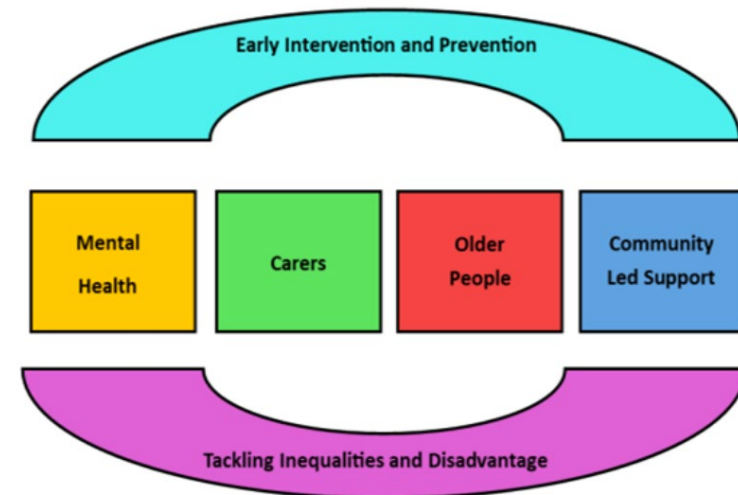 Early Intervention and Prevention
Mental
Health
Carers
Older
People
Community
Led Support
Tackling Inequalities and Disadvantage